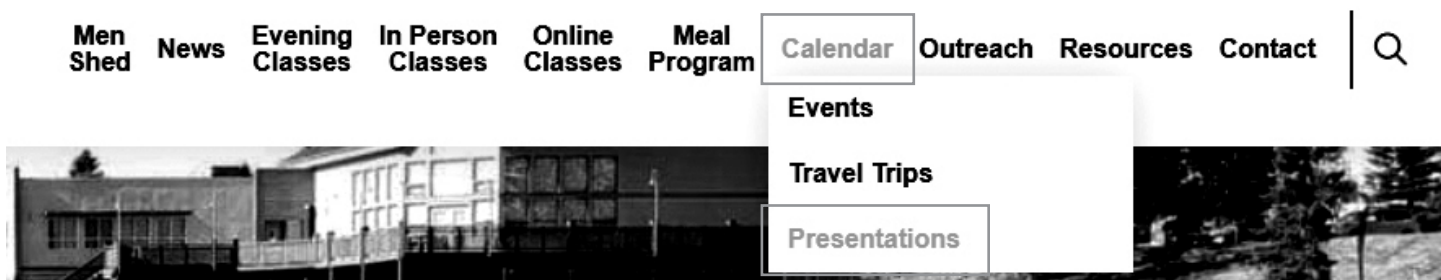 Men Shed
News
Evening Classes
In Person Classes
Online Classes
Meal Program
Calendar
Outreach
Resources
Contact
Events
Travel Trips
Presentations